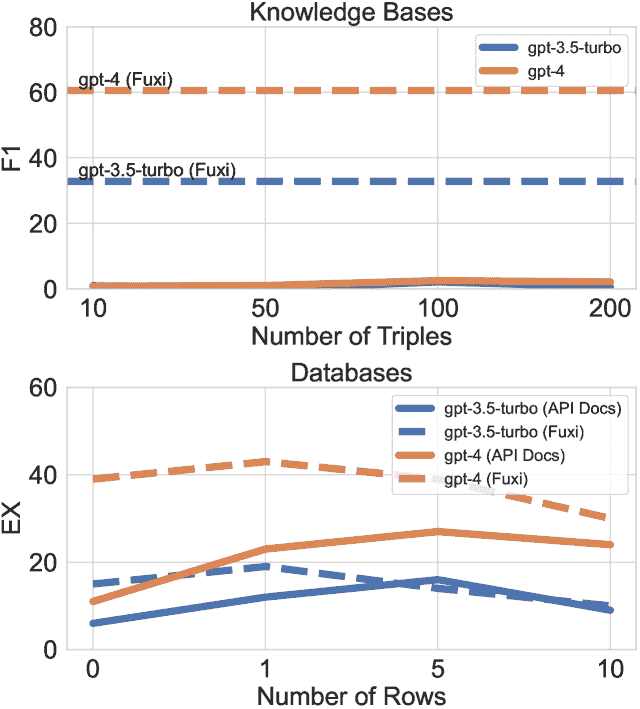 Knowledge Bases
80
60
40
20
0
F1
gpt-3.5-turbo
gpt-4
gpt-4 (Fuxi)
gpt-3.5-turbo (Fuxi)
10 50 100 200
Number of Triples
Databases
60
40
20
0
EX
gpt-3.5-turbo (API Docs)
gpt-3.5-turbo (Fuxi)
gpt-4 (API Docs)
gpt-4 (Fuxi)
0 1 5 10
Number of Rows